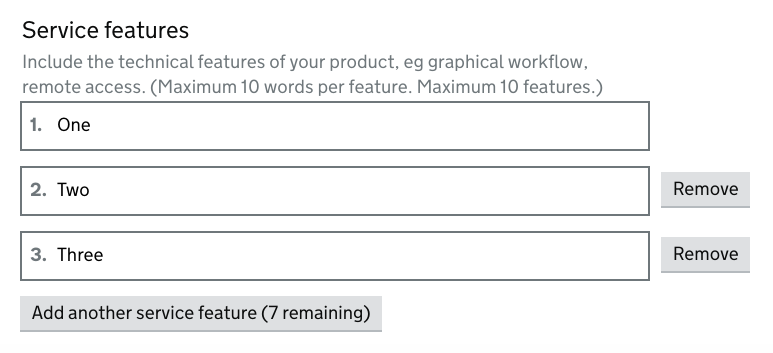 Service features
Include the technical features of your product, eg graphical workflow,
remote access. (Maximum 10 words per feature. Maximum 10 features.)
1. One
2. Two Remove
3. Three Remove
Add another service feature (7 remaining)